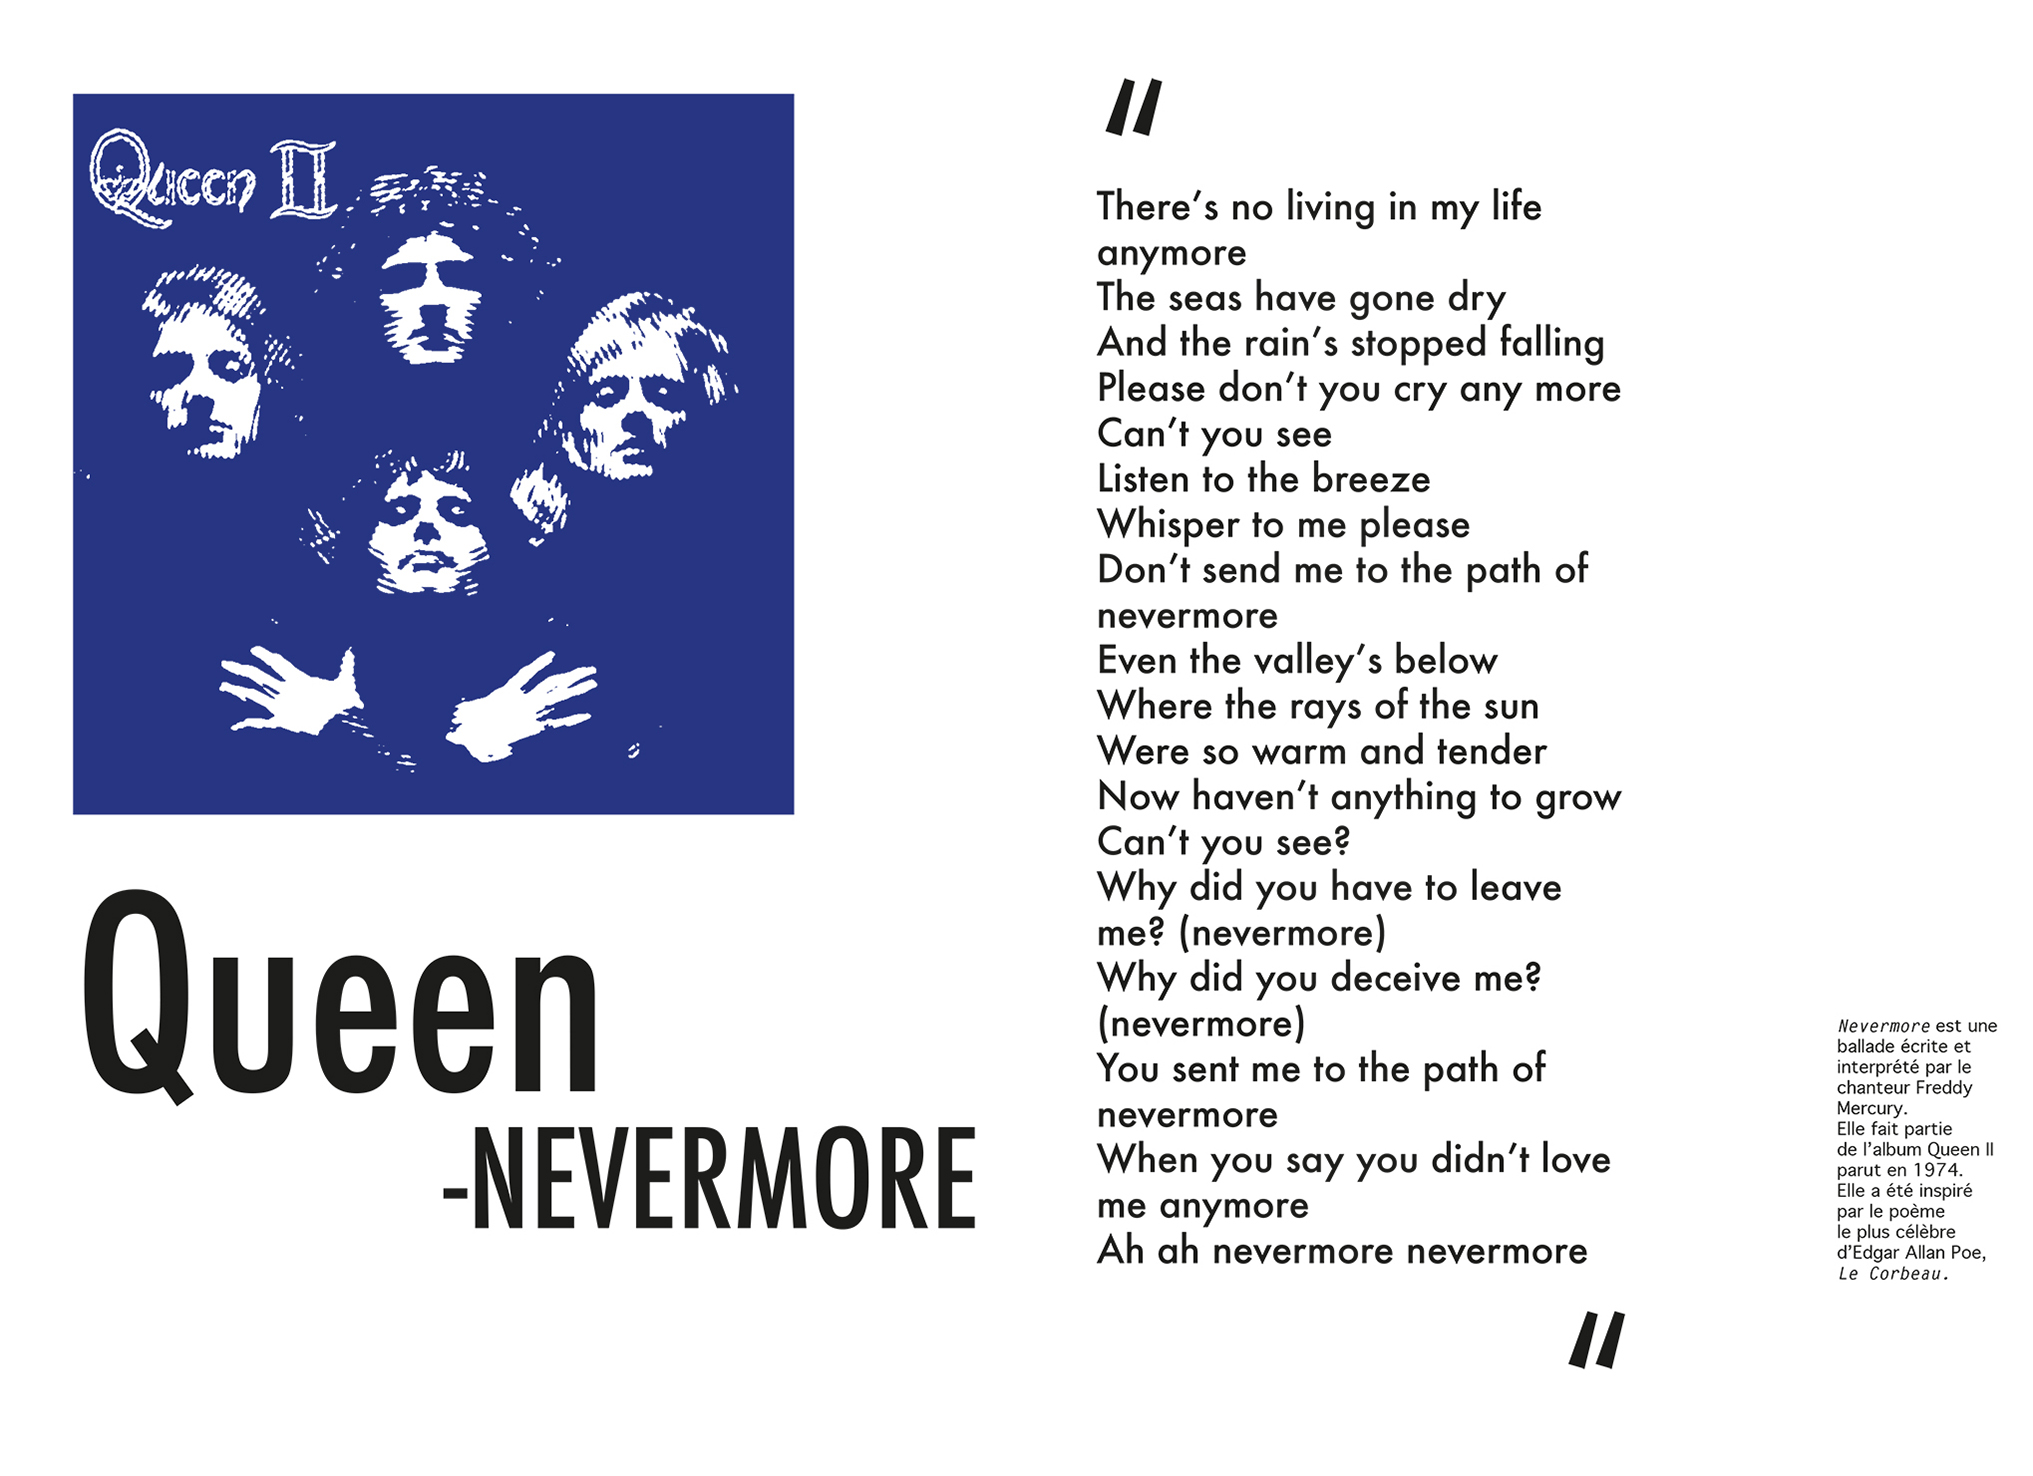 Queen II
Queen
-NEVERMORE
"
There's no living in my life
anymore
The seas have gone dry
And the rain's stopped falling
Please don't you cry any more
Can't you see
Listen to the breeze
Whisper to me please
Don't send me to the path of
nevermore
Even the valley's below
Where the rays of the sun
Were so warm and tender
Now haven't anything to grow
Can't you see?
Why did you have to leave
me? (nevermore)
Why did you deceive me?
(nevermore)
You sent me to the path of
nevermore
When you say you didn't love
me anymore
Ah ah nevermore nevermore
"
Nevermore est une
ballade écrite et
interprété par le
chanteur Freddy
Mercury.
Elle fait partie
de l'album Queen II
parut en 1974.
Elle a été inspiré
par le poème
le plus célèbre
d'Edgar Allan Poe,
Le Corbeau.